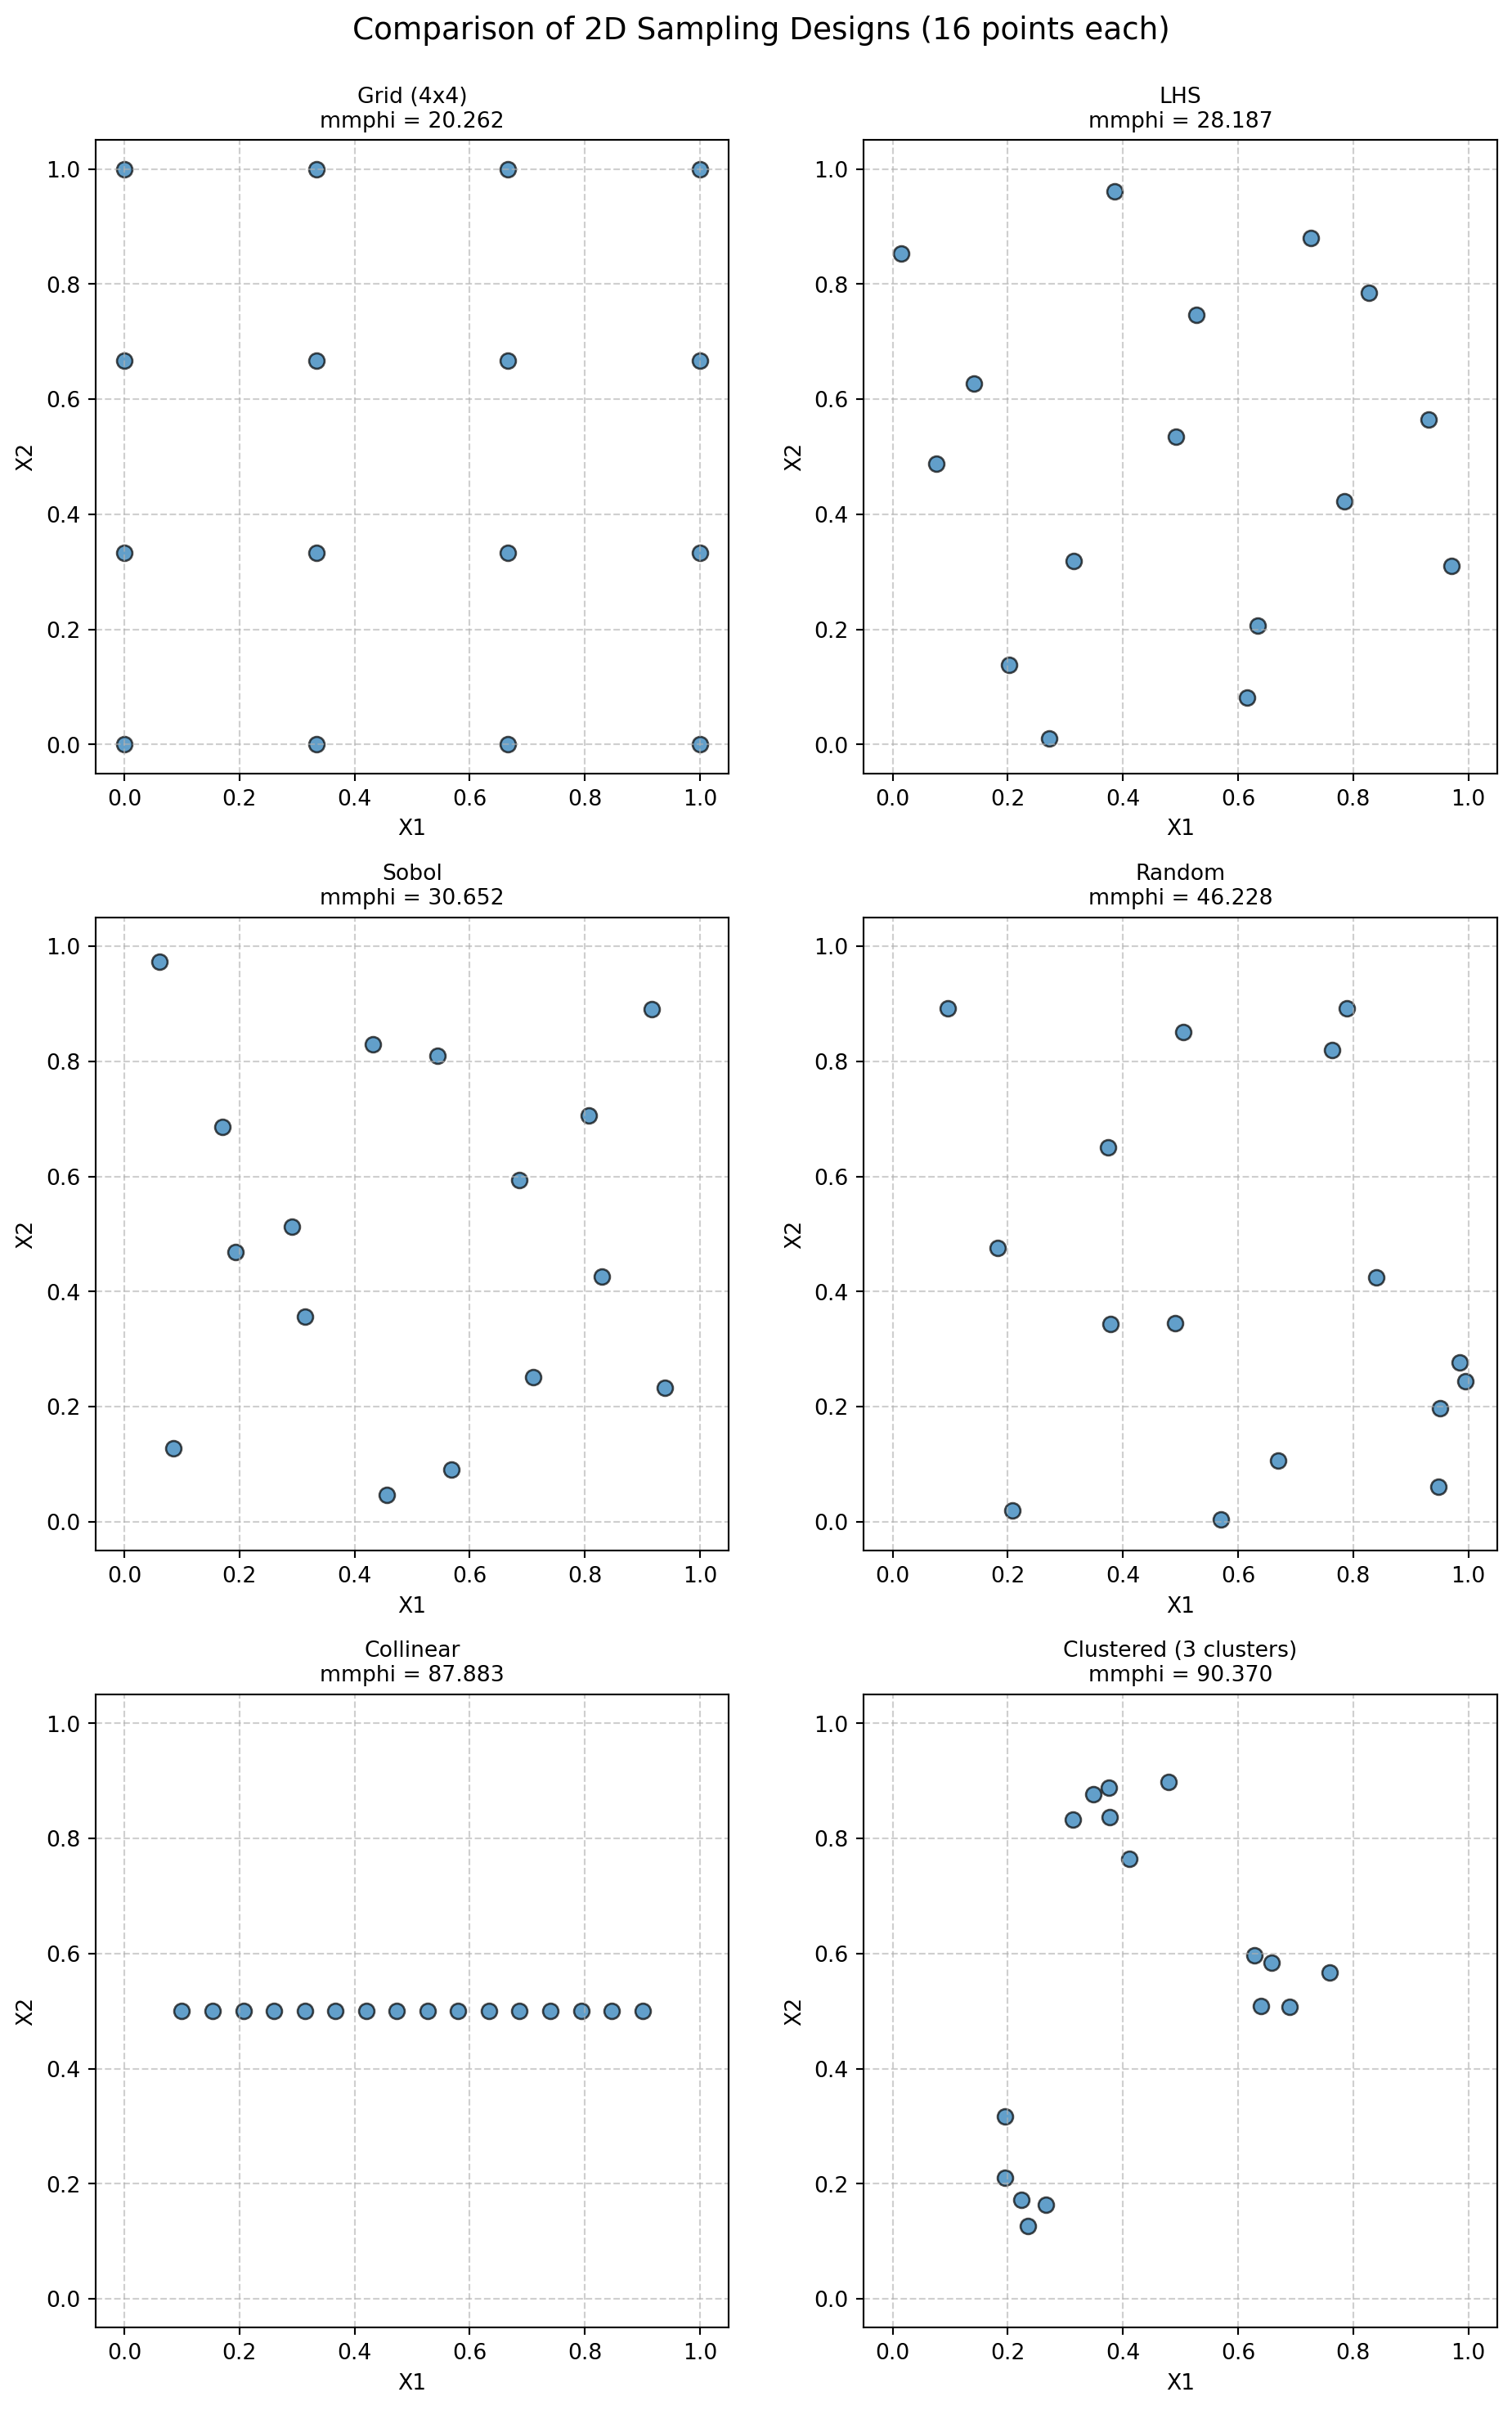 Comparison of 2D Sampling Designs (16 points each)
Grid (4x4)
mmphi = 20.262
1.0
0.8
0.6
0.4
0.2
0.0
X2
0.0 0.2 0.4 0.6 0.8 1.0
X1
LHS
mmphi = 28.187
1.0
0.8
0.6
0.4
0.2
0.0
X2
0.0 0.2 0.4 0.6 0.8 1.0
X1
Sobol
mmphi = 30.652
1.0
0.8
0.6
0.4
0.2
0.0
X2
0.0 0.2 0.4 0.6 0.8 1.0
X1
Random
mmphi = 46.228
1.0
0.8
0.6
0.4
0.2
0.0
X2
0.0 0.2 0.4 0.6 0.8 1.0
X1
Collinear
mmphi = 87.883
1.0
0.8
0.6
0.4
0.2
0.0
X2
0.0 0.2 0.4 0.6 0.8 1.0
X1
Clustered (3 clusters)
mmphi = 90.370
1.0
0.8
0.6
0.4
0.2
0.0
X2
0.0 0.2 0.4 0.6 0.8 1.0
X1